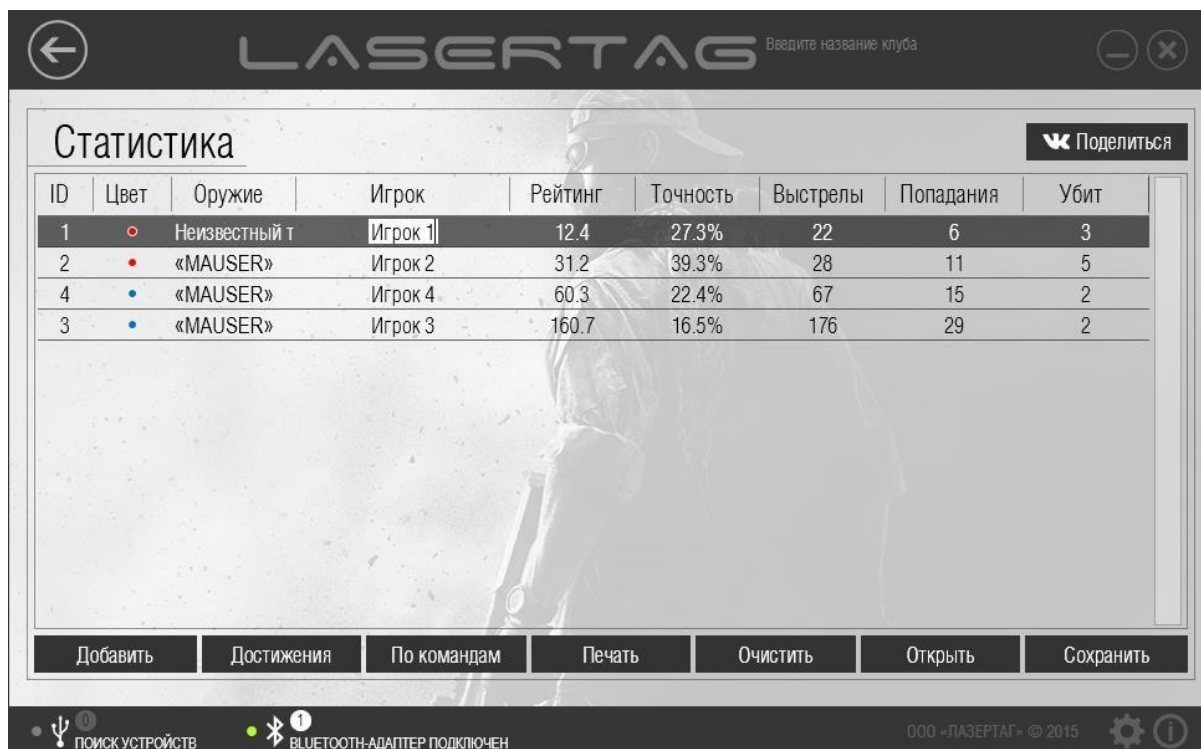 LASERTAG Введите название клуба
Статистика
Поделиться
ID Цвет Оружие Игрок Рейтинг Точность Выстрелы Попадания Убит
1 Неизвестный т Игрок 1 12.4 27.3% 22 6 3
2 «MAUSER» Игрок 2 31.2 39.3% 28 11 5
4 «MAUSER» Игрок 4 60.3 22.4% 67 15 2
3 «MAUSER» Игрок 3 160.7 16.5% 176 29 2
Добавить Достижения По командам Печать Очистить Открыть Сохранить
0 ПОИСК УСТРОЙСТВ 1 BLUETOOTH-АДАПТЕР ПОДКЛЮЧЕН ООО «ЛАЗЕРТАГ» © 2015